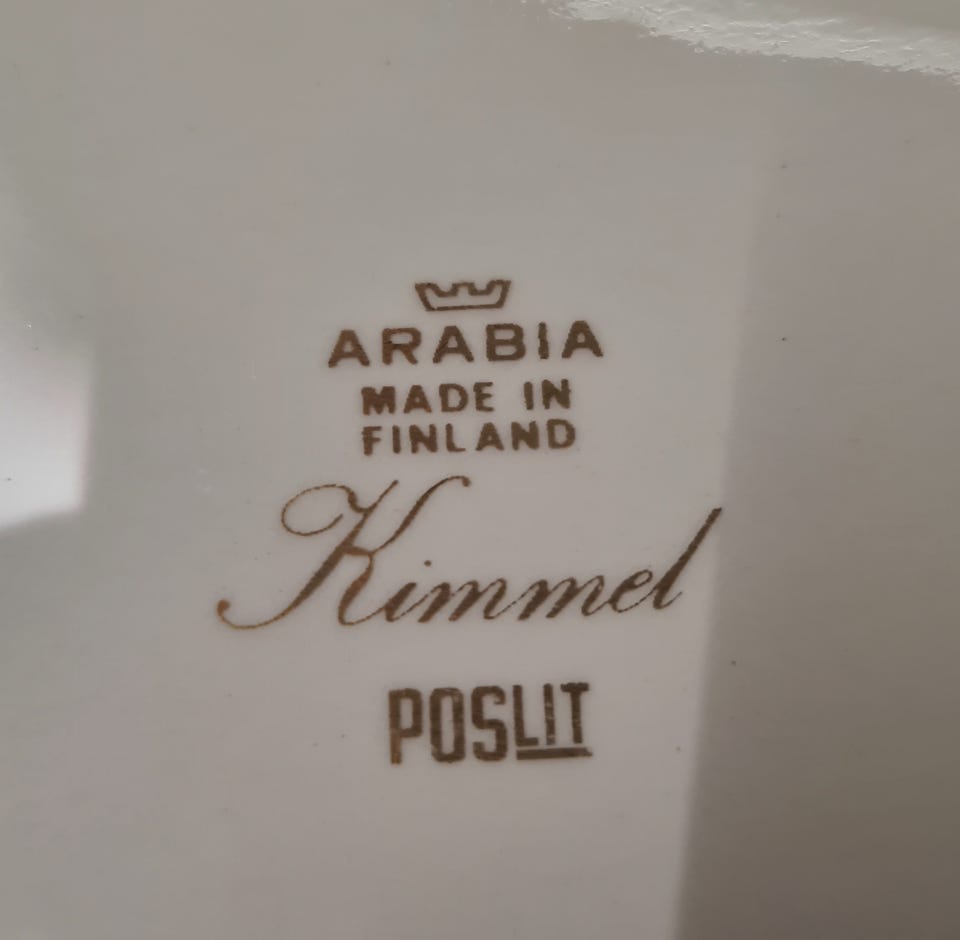 ARABIA
MADE IN
FINLAND
Kimmel
POSLIT